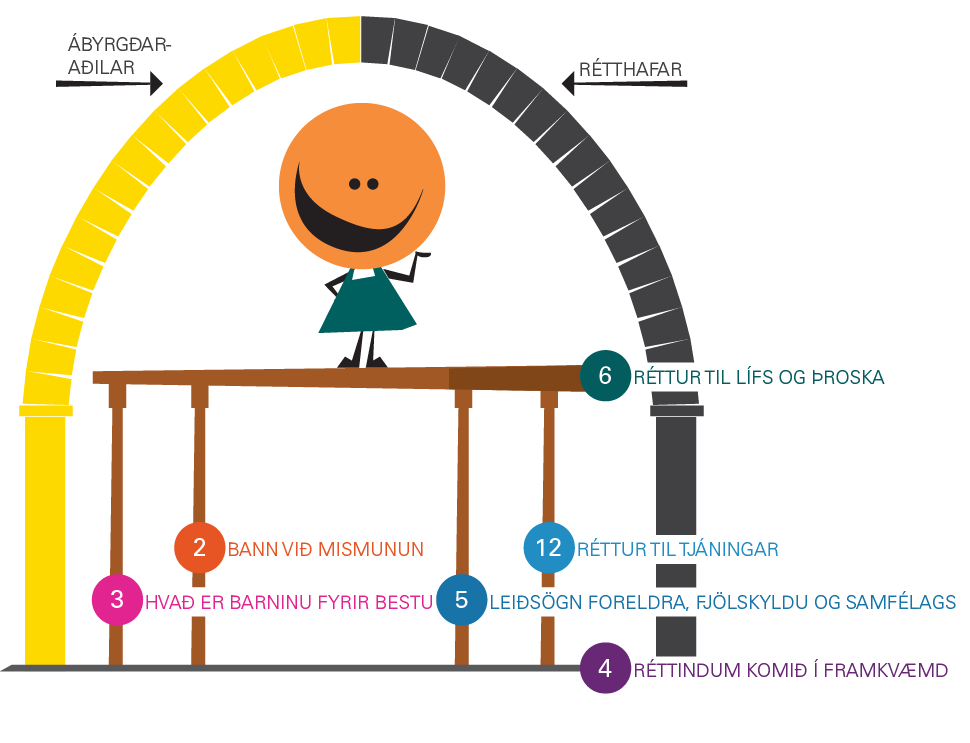 ÁBYRGÐAR-
AÐILAR
RÉTTHAFAR
6 RÉTTUR TIL LÍFS OG ÞROSKA
2 BANN VIÐ MISMUNUN
12 RÉTTUR TIL TJÁNINGAR
3 HVAÐ ER BARNINU FYRIR BESTU
5 LEIÐSÖGN FORELDRA, FJÖLSKYLDU OG SAMFÉLAGS
4 RÉTTINDUM KOMIÐ Í FRAMKVÆMD